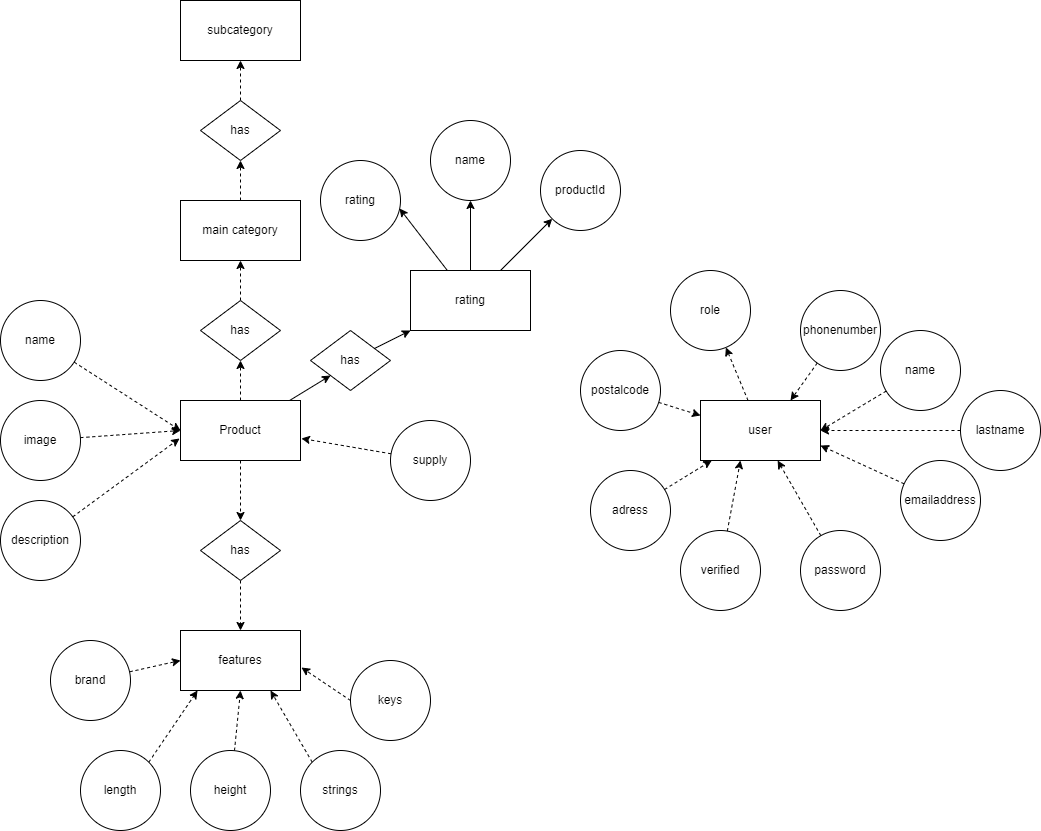 subcategory
has
name
rating
productId
main category
rating
role
phonenumber
has
name
has
name
postalcode
Product
user
lastname
image
supply
emailaddress
adress
description
has
verified
password
features
brand
keys
length
height
strings